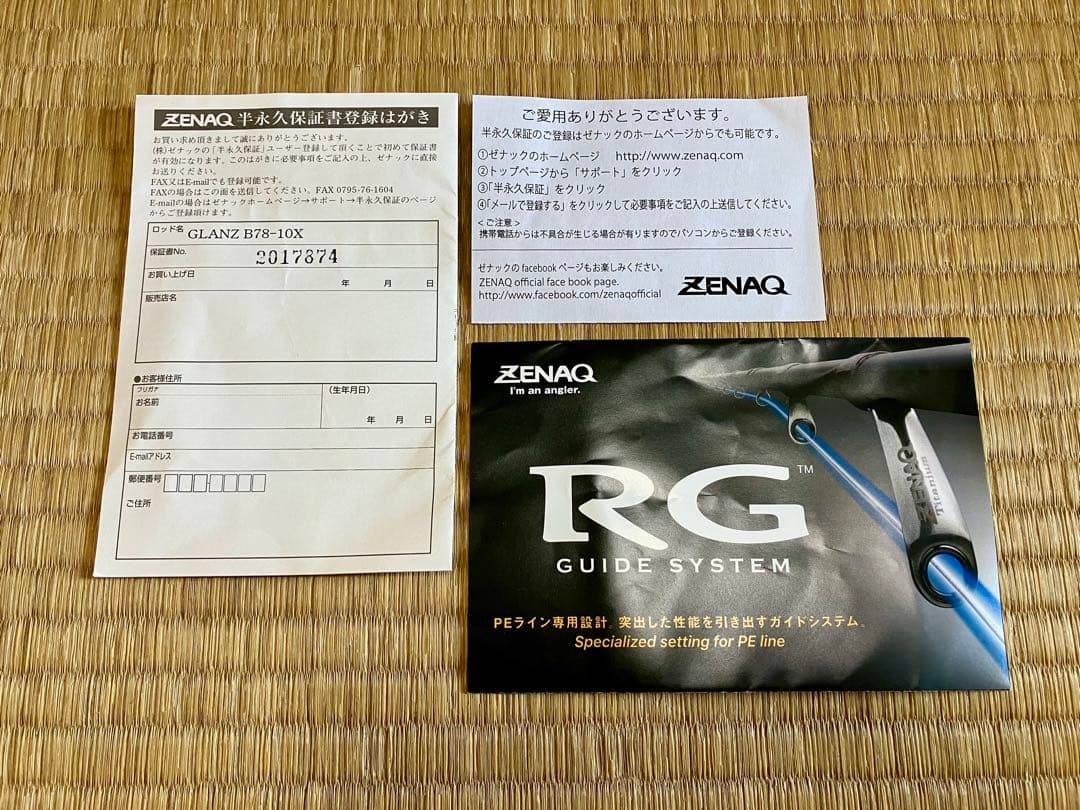 ZENAQ 半永久保証書登録はがき
お買い求め頂きまして誠にありがとうございます。
(株)ゼナックの「半永久保証」ユーザー登録して頂くことで初めて保証書
が有効になります。このはがきに必要事項をご記入の上、ゼナックに直接
お送りください。
FAX又はE-mailでも登録可能です。
FAXの場合はこの面を送信してください。FAX 0795-76-1604
E-mailの場合はゼナックホームページ→サポート→半永久保証のページ
からご登録頂けます。
ロッド名 GLANZ B78-10X
保証書No. 2017874
お買い上げ日
年 月 日
販売店名
●お客様住所
フリガナ
お名前
(生年月日)
年 月 日
お電話番号
E-mailアドレス
郵便番号
ご住所
ご愛用ありがとうございます。
半永久保証のご登録はゼナックのホームページからでも可能です。
①ゼナックのホームページ http://www.zenaq.com
②トップページから「サポート」をクリック
③「半永久保証」をクリック
④「メールで登録する」をクリックして必要事項をご記入の上送信してください。
<ご注意>
携帯電話からは不具合が生じる場合が有りますのでパソコンからご登録ください。
ゼナックの facebook ページもお楽しみください。
ZENAQ official face book page.
http://www.facebook.com/zenaqofficial
ZENAQ
ZENAQ
I'm an angler.
RG™
GUIDE SYSTEM
PEライン専用設計。突出した性能を引き出すガイドシステム。
Specialized setting for PE line
ZENAQ
Titanium